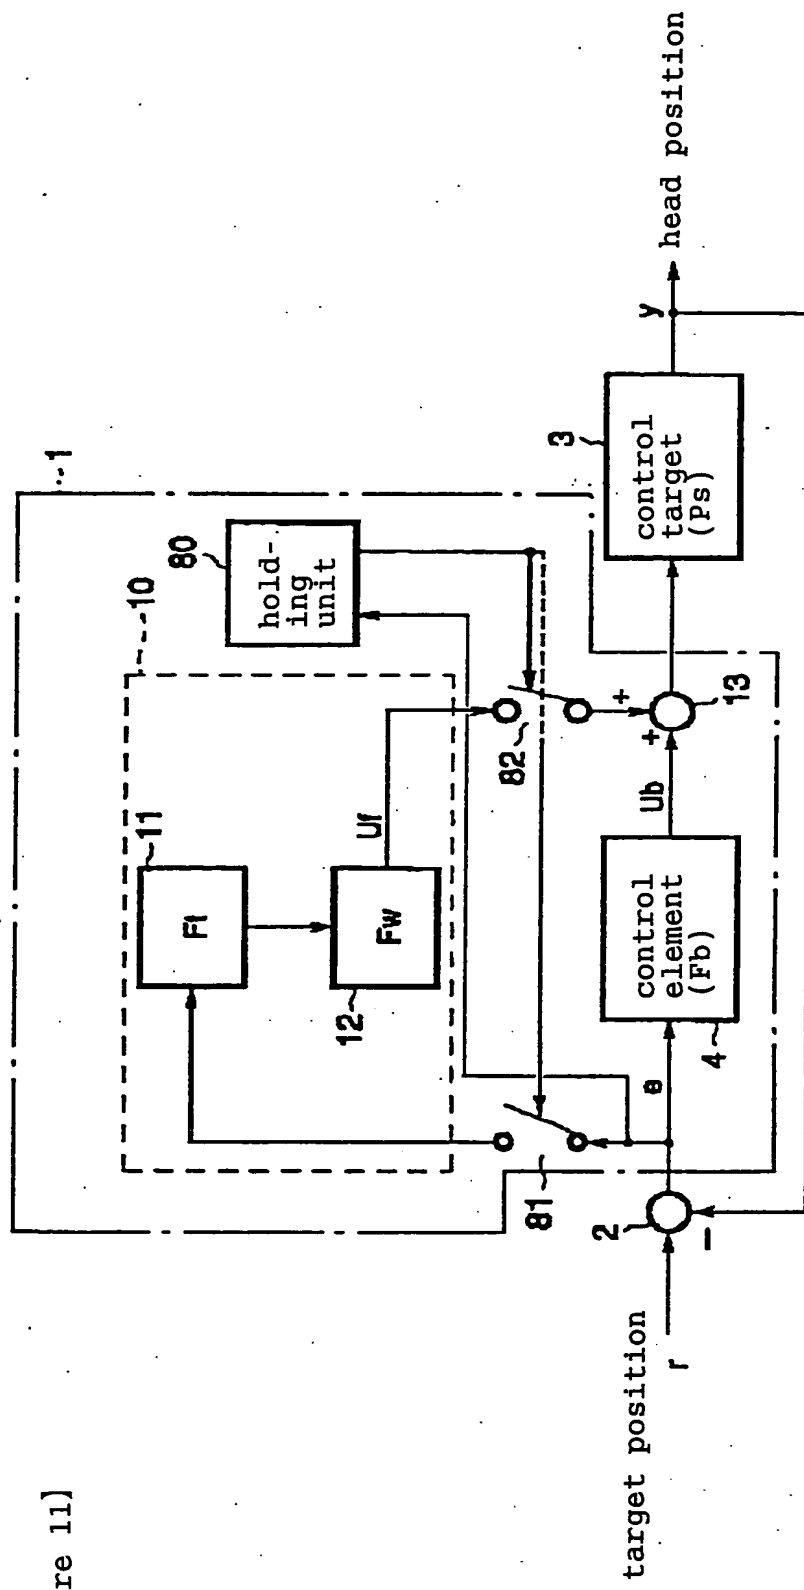 re 11]
1
10
11
Ft
12
Fw
Uf
80
hold-
ing
unit
81
82
target position
r
2
−
e
4
control
element
(Fb)
Ub
+
+
13
3
control
target
(Ps)
y
head position